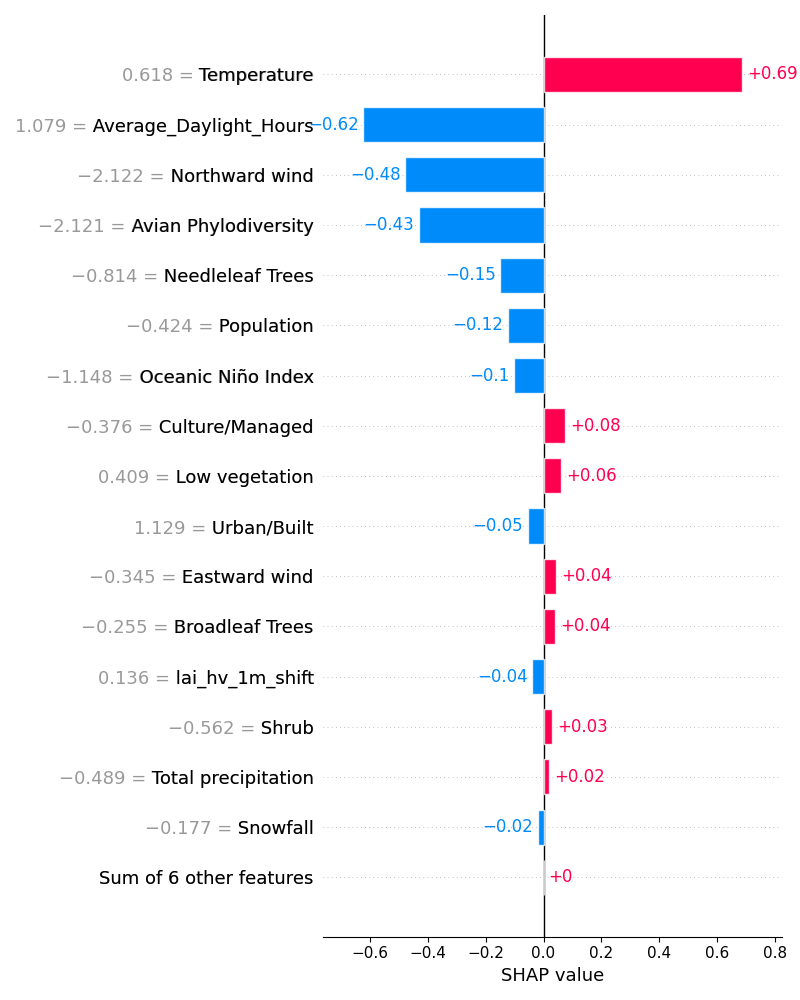 0.618 = Temperature +0.69
1.079 = Average_Daylight_Hours −0.62
−2.122 = Northward wind −0.48
−2.121 = Avian Phylodiversity −0.43
−0.814 = Needleleaf Trees −0.15
−0.424 = Population −0.12
−1.148 = Oceanic Niño Index −0.1
−0.376 = Culture/Managed +0.08
0.409 = Low vegetation +0.06
1.129 = Urban/Built −0.05
−0.345 = Eastward wind +0.04
−0.255 = Broadleaf Trees +0.04
0.136 = lai_hv_1m_shift −0.04
−0.562 = Shrub +0.03
−0.489 = Total precipitation +0.02
−0.177 = Snowfall −0.02
Sum of 6 other features +0
−0.6 −0.4 −0.2 0.0 0.2 0.4 0.6 0.8
SHAP value